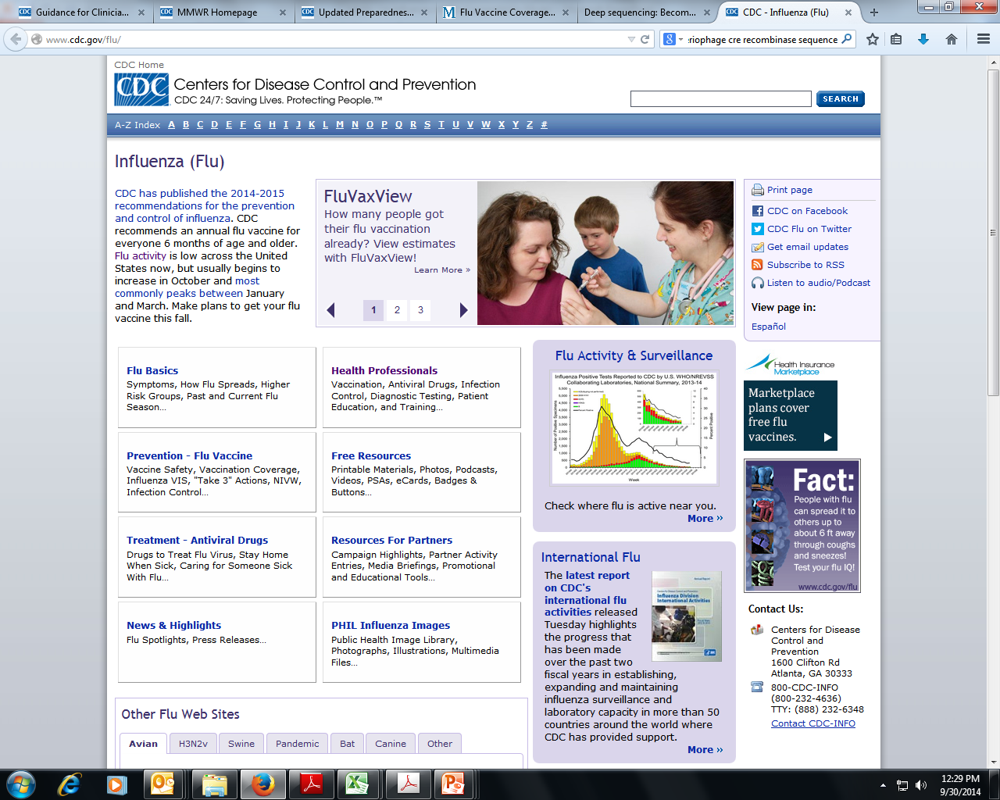 Guidance for Clinicia...
MMWR Homepage
Updated Preparednes...
Flu Vaccine Coverage...
Deep sequencing: Becom...
CDC - Influenza (Flu)
www.cdc.gov/flu/
:riophage cre recombinase sequence
CDC Home
CDC
Centers for Disease Control and Prevention
CDC 24/7: Saving Lives. Protecting People.™
SEARCH
A-Z Index A B C D E F G H I J K L M N O P Q R S T U V W X Y Z #
Influenza (Flu)
CDC has published the 2014-2015
recommendations for the prevention
and control of influenza. CDC
recommends an annual flu vaccine for
everyone 6 months of age and older.
Flu activity is low across the United
States now, but usually begins to
increase in October and most
commonly peaks between January
and March. Make plans to get your flu
vaccine this fall.
FluVaxView
How many people got
their flu vaccination
already? View estimates
with FluVaxView!
Learn More »
1 2 3
Print page
CDC on Facebook
CDC Flu on Twitter
Get email updates
Subscribe to RSS
Listen to audio/Podcast
View page in:
Español
Flu Basics
Symptoms, How Flu Spreads, Higher
Risk Groups, Past and Current Flu
Season...
Health Professionals
Vaccination, Antiviral Drugs, Infection
Control, Diagnostic Testing, Patient
Education, and Training...
Prevention - Flu Vaccine
Vaccine Safety, Vaccination Coverage,
Influenza VIS, "Take 3" Actions, NIVW,
Infection Control...
Free Resources
Printable Materials, Photos, Podcasts,
Videos, PSAs, eCards, Badges &
Buttons...
Treatment - Antiviral Drugs
Drugs to Treat Flu Virus, Stay Home
When Sick, Caring for Someone Sick
With Flu...
Resources For Partners
Campaign Highlights, Partner Activity
Entries, Media Briefings, Promotional
and Educational Tools...
News & Highlights
Flu Spotlights, Press Releases...
PHIL Influenza Images
Public Health Image Library,
Photographs, Illustrations, Multimedia
Files...
Flu Activity & Surveillance
Influenza Positive Tests Reported to CDC by U.S. WHO/NREVSS
Collaborating Laboratories, National Summary, 2013-14
Number of Positive Specimens
Percent Positive
Week
Check where flu is active near you.
More »
International Flu
The latest report
on CDC's
international flu
activities released
Tuesday highlights
the progress that
has been made
over the past two
fiscal years in establishing,
expanding and maintaining
influenza surveillance and
laboratory capacity in more than 50
countries around the world where
CDC has provided support.
More »
Annual Report
Influenza Division
International Activities
Health Insurance
Marketplace
Marketplace
plans cover
free flu
vaccines.
Fact:
People with flu
can spread it to
others up to
about 6 ft away
through coughs
and sneezes!
Test your flu IQ!
www.cdc.gov/flu
Contact Us:
Centers for Disease
Control and
Prevention
1600 Clifton Rd
Atlanta, GA 30333
800-CDC-INFO
(800-232-4636)
TTY: (888) 232-6348
Contact CDC-INFO
Other Flu Web Sites
Avian H3N2v Swine Pandemic Bat Canine Other
12:29 PM
9/30/2014